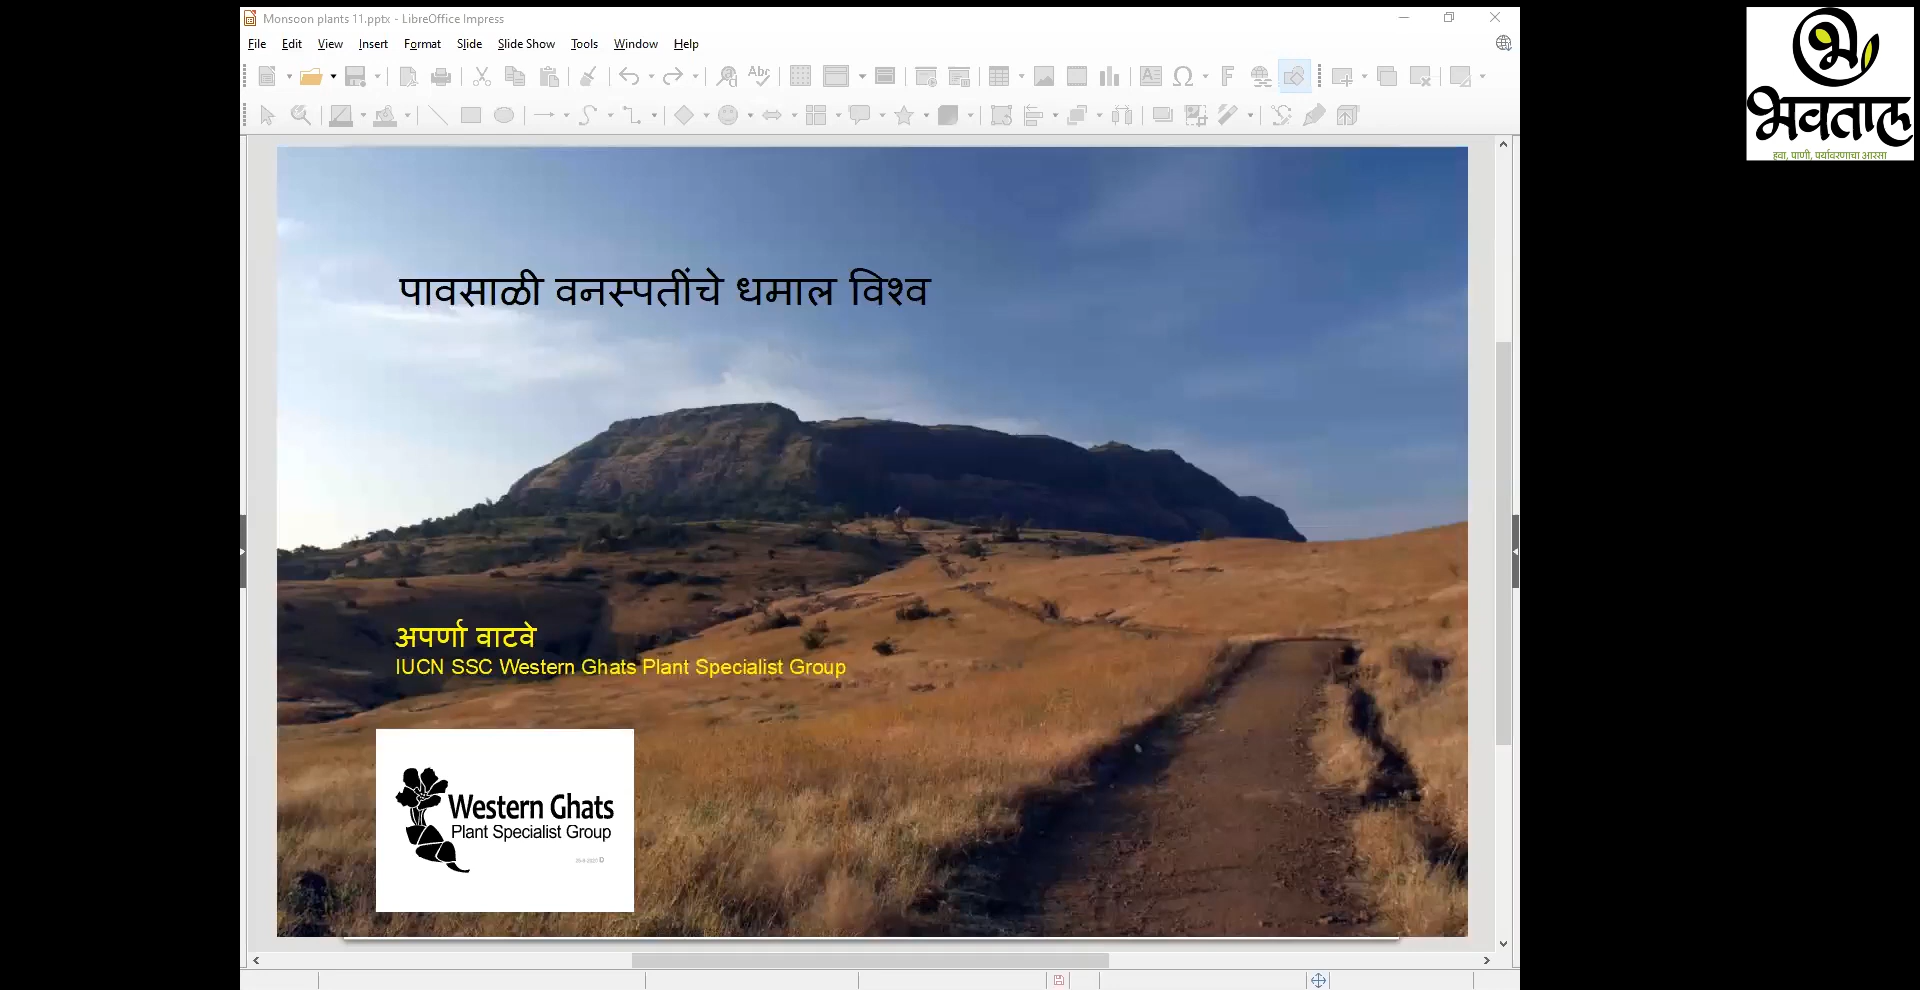 Monsoon plants 11.pptx - LibreOffice Impress
File Edit View Insert Format Slide Slide Show Tools Window Help
Abc
भ
भवताल
हवा, पाणी, पर्यावरणाचा आरसा
पावसाळी वनस्पतींचे धमाल विश्व
अपर्णा वाटवे
IUCN SSC Western Ghats Plant Specialist Group
Western Ghats
Plant Specialist Group